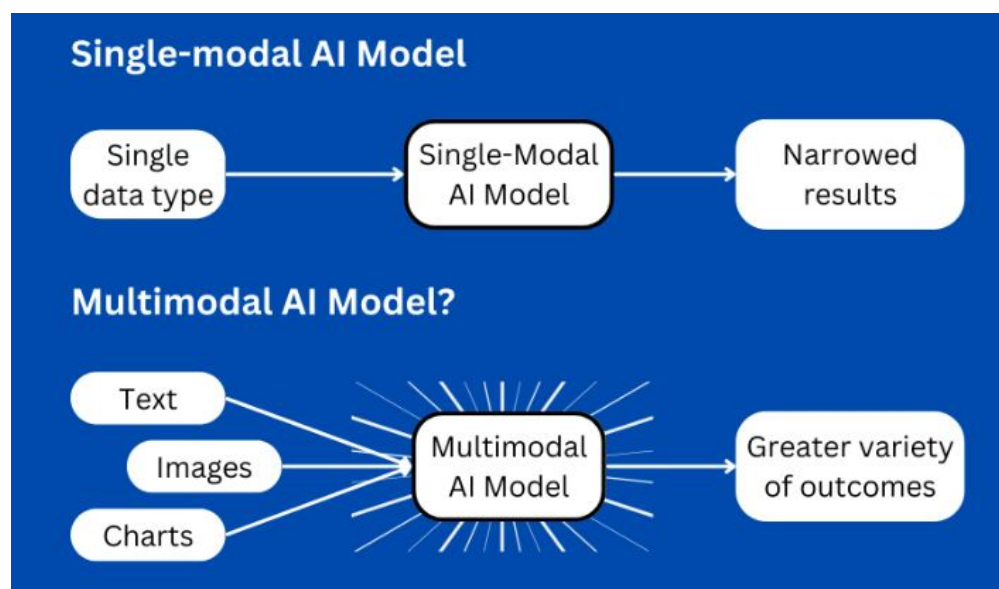 Single-modal AI Model
Single
data type
Single-Modal
AI Model
Narrowed
results
Multimodal AI Model?
Text
Images
Charts
Multimodal
AI Model
Greater variety
of outcomes